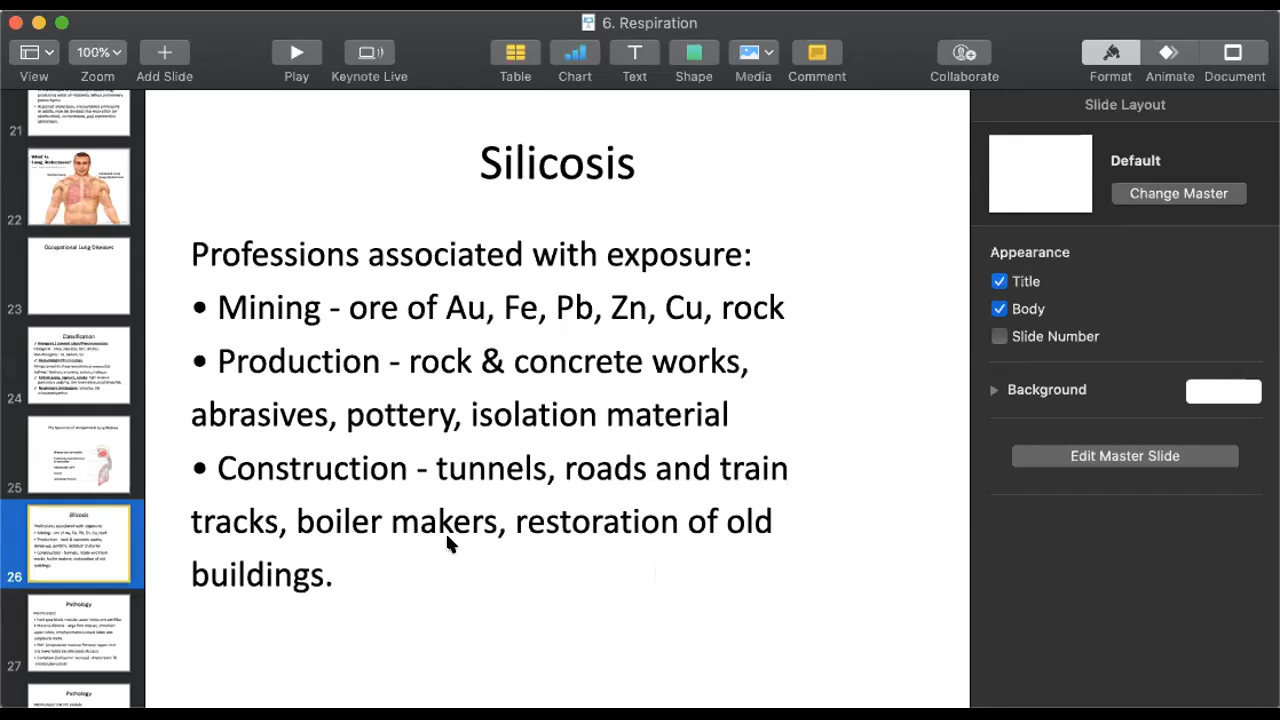 6. Respiration
100%
View
Zoom
Add Slide
Play
Keynote Live
Table
Chart
Text
Shape
Media
Comment
Collaborate
Format
Animate
Document
21
22
Occupational Lung Diseases
23
Classification
24
25
Silicosis
26
Pathology
27
Pathology
Silicosis
Professions associated with exposure:
• Mining - ore of Au, Fe, Pb, Zn, Cu, rock
• Production - rock & concrete works,
abrasives, pottery, isolation material
• Construction - tunnels, roads and train
tracks, boiler makers, restoration of old
buildings.
Slide Layout
Default
Change Master
Appearance
Title
Body
Slide Number
Background
Edit Master Slide